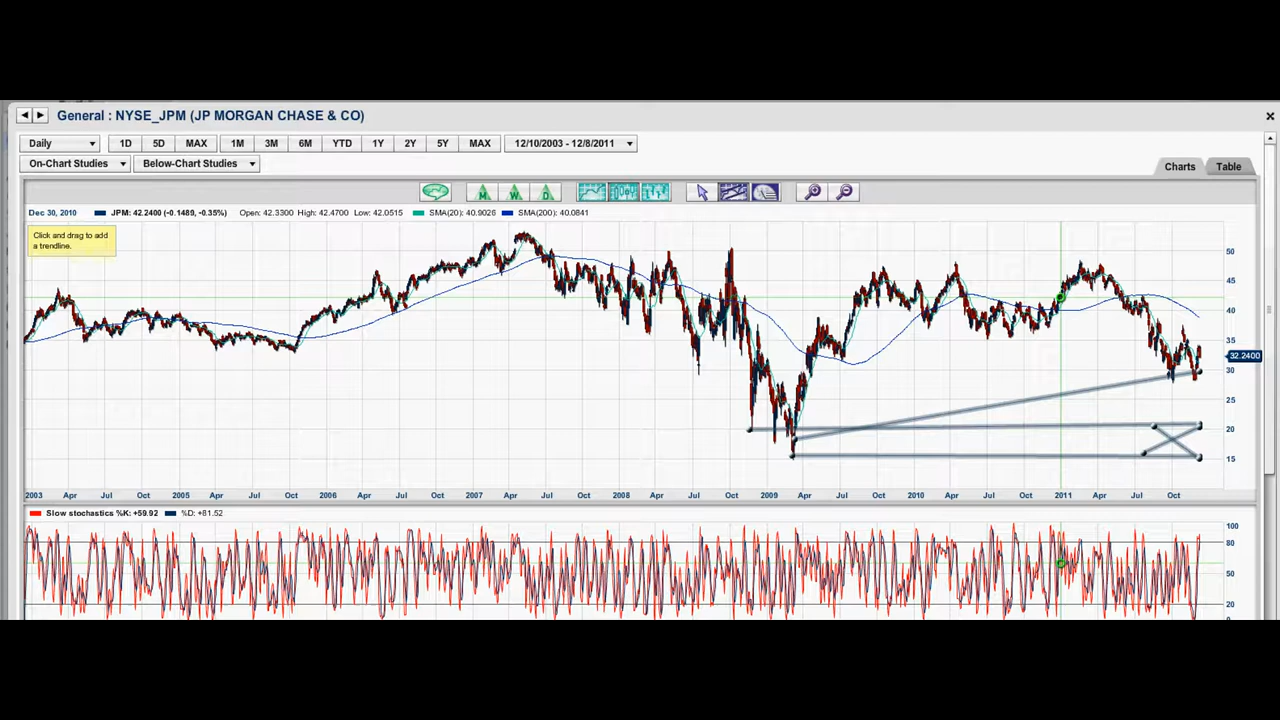 General : NYSE_JPM (JP MORGAN CHASE & CO)
Daily 1D 5D MAX 1M 3M 6M YTD 1Y 2Y 5Y MAX 12/10/2003 - 12/8/2011
On-Chart Studies Below-Chart Studies Charts Table
M W D
Dec 30, 2010 JPM: 42.2400 (-0.1489, -0.35%) Open: 42.3300 High: 42.4700 Low: 42.0515 SMA(20): 40.9026 SMA(200): 40.0841
Click and drag to add
a trendline.
50
45
40
35
32.2400
30
25
20
15
2003 Apr Jul Oct 2005 Apr Jul Oct 2006 Apr Jul Oct 2007 Apr Jul Oct 2008 Apr Jul Oct 2009 Apr Jul Oct 2010 Apr Jul Oct 2011 Apr Jul Oct
Slow stochastics %K: +59.92 %D: +81.52
100
80
50
20